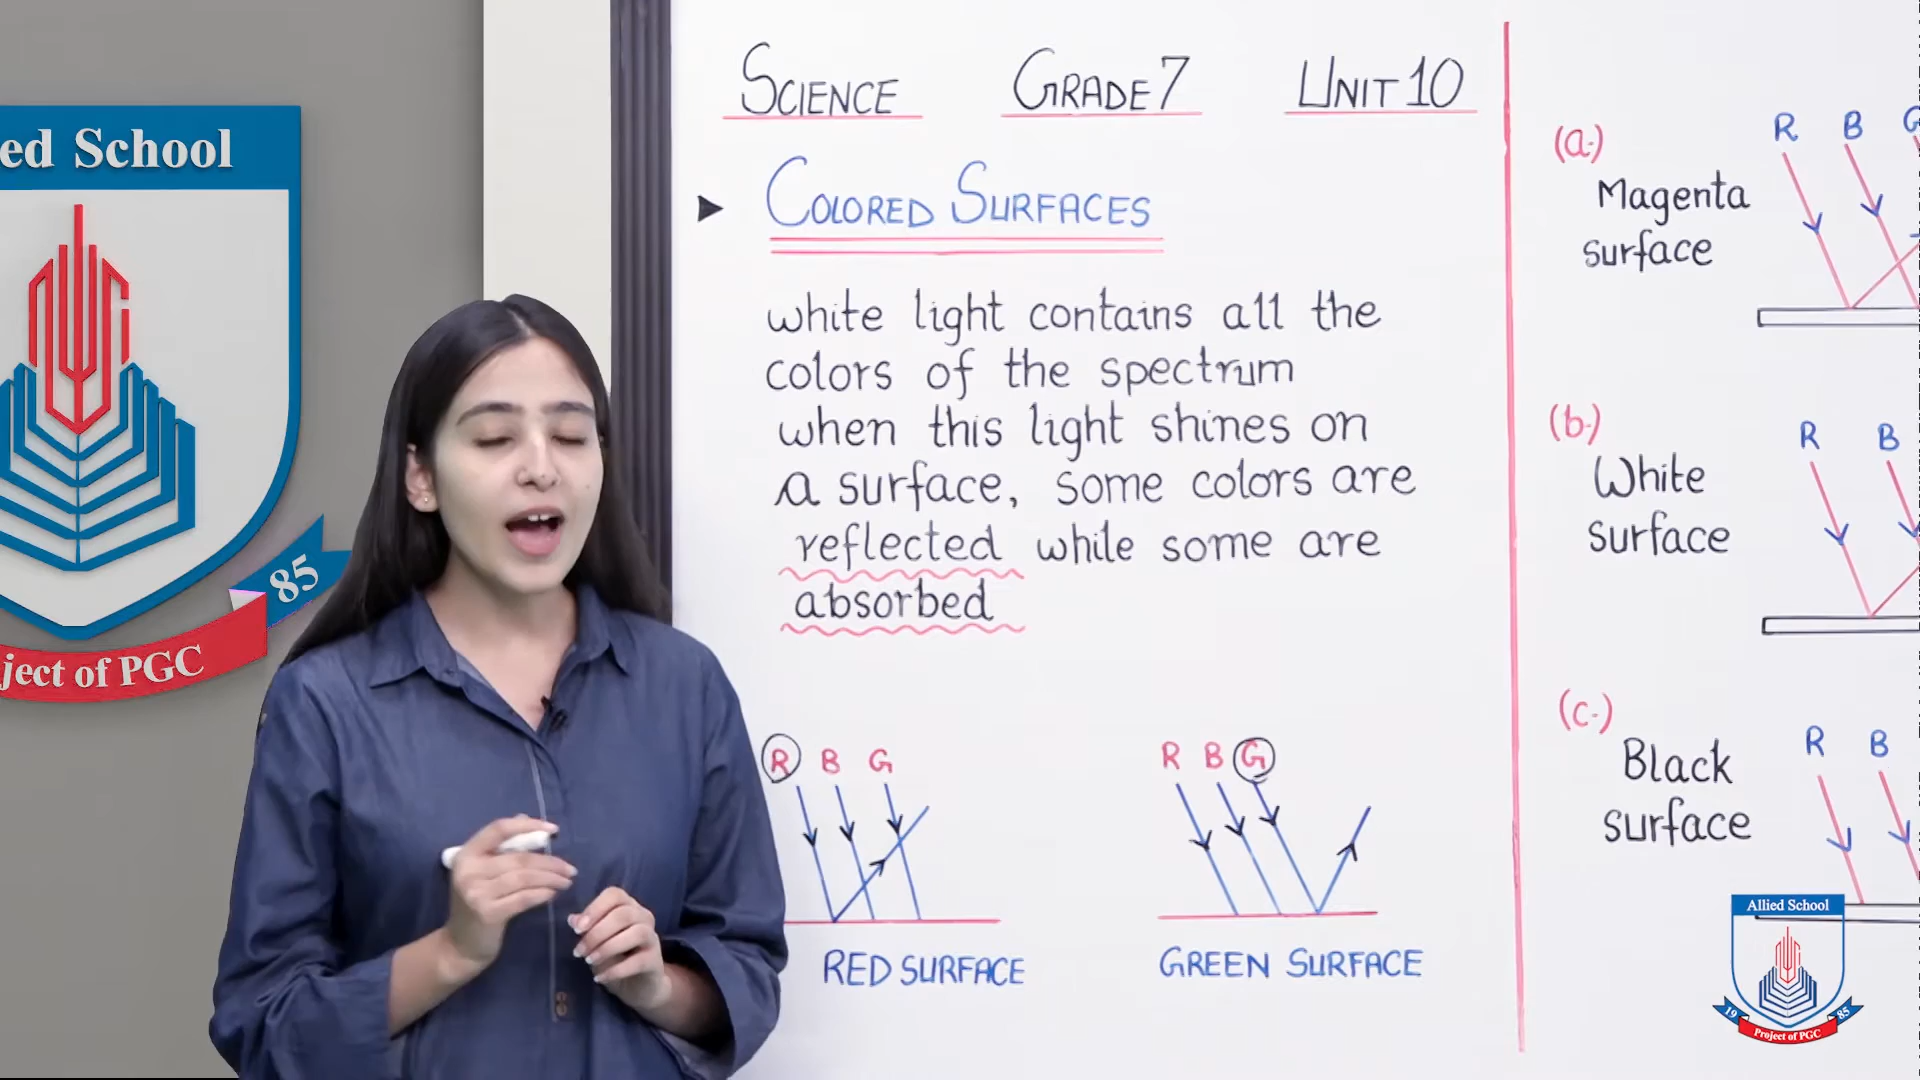 ed School
85
ject of PGC
SCIENCE GRADE 7 UNIT 10
COLORED SURFACES
white light contains all the
colors of the spectrum
when this light shines on
a surface, some colors are
reflected while some are
absorbed
R B G
RED SURFACE
R B G
GREEN SURFACE
(a.)
R B G
Magenta
surface
(b.)
R B
White
surface
(c.)
R B
Black
surface
Allied School
19 85
Project of PGC